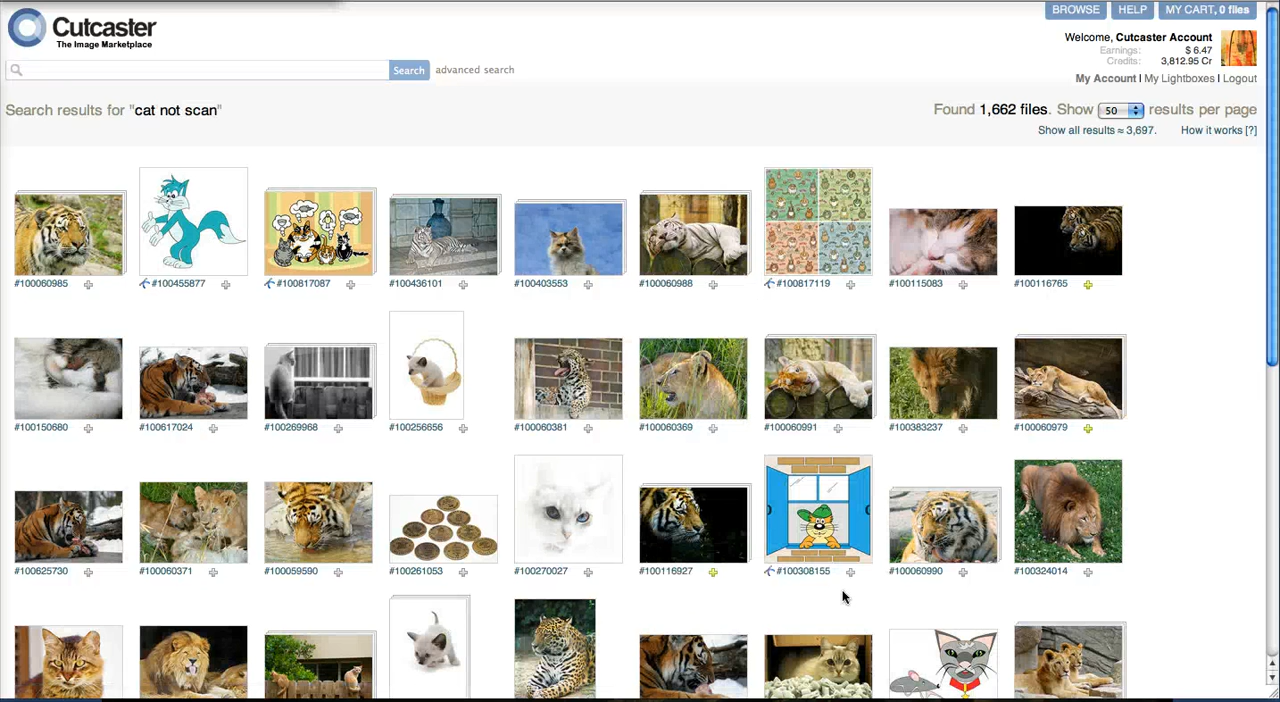 Cutcaster
The Image Marketplace
BROWSE HELP MY CART, 0 files
Welcome, Cutcaster Account
Earnings: $ 6.47
Credits: 3,812.95 Cr
My Account | My Lightboxes | Logout
Search advanced search
Search results for "cat not scan"
Found 1,662 files. Show 50 results per page
Show all results ≈ 3,697. How it works [?]
#100060985 #100455877 #100817087 #100436101 #100403553 #100060988 #100817119 #100115083 #100116765
#100150680 #100617024 #100269968 #100256656 #100060381 #100060369 #100060991 #100383237 #100060979
#100625730 #100060371 #100059590 #100261053 #100270027 #100116927 #100308155 #100060990 #100324014